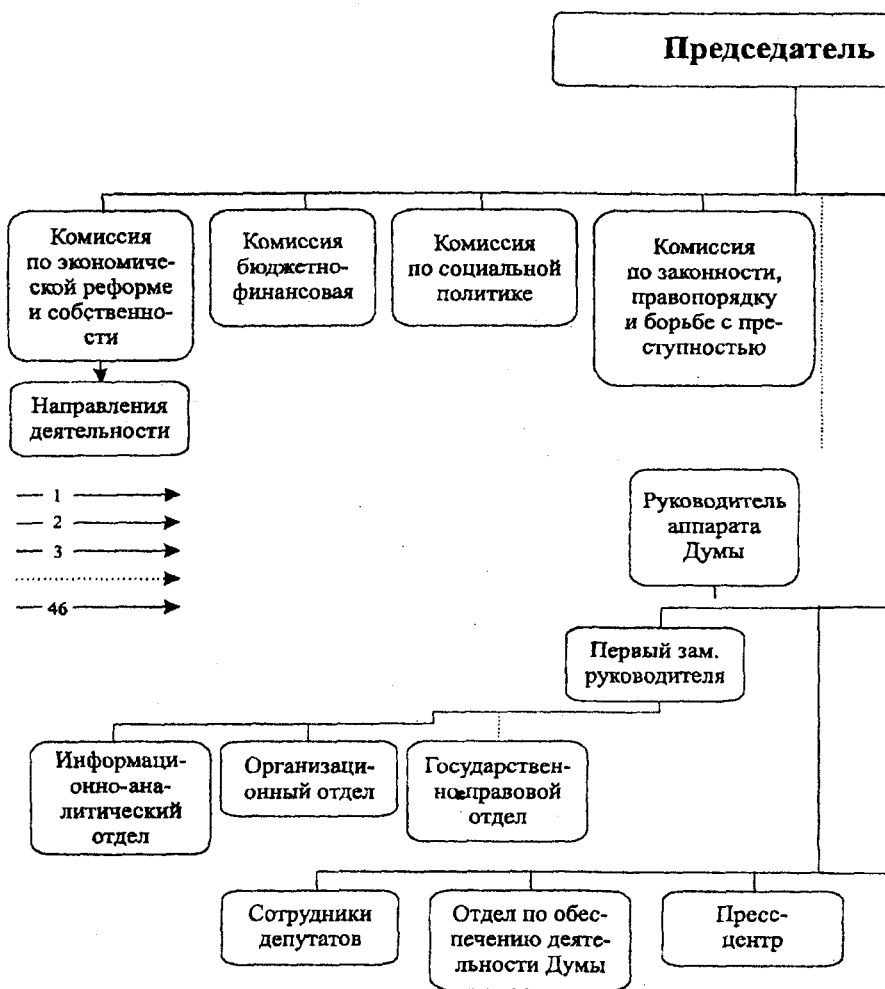 Председатель
Комиссия
по экономиче-
ской реформе
и собственно-
сти
Комиссия
бюджетно-
финансовая
Комиссия
по социальной
политике
Комиссия
по законности,
правопорядку
и борьбе с пре-
ступностью
Направления
деятельности
1
2
3
46
Руководитель
аппарата
Думы
Первый зам.
руководителя
Информаци-
онно-ана-
литический
отдел
Организаци-
онный отдел
Государствен-
но-правовой
отдел
Сотрудники
депутатов
Отдел по обес-
печению деяте-
льности Думы
Пресс-
центр